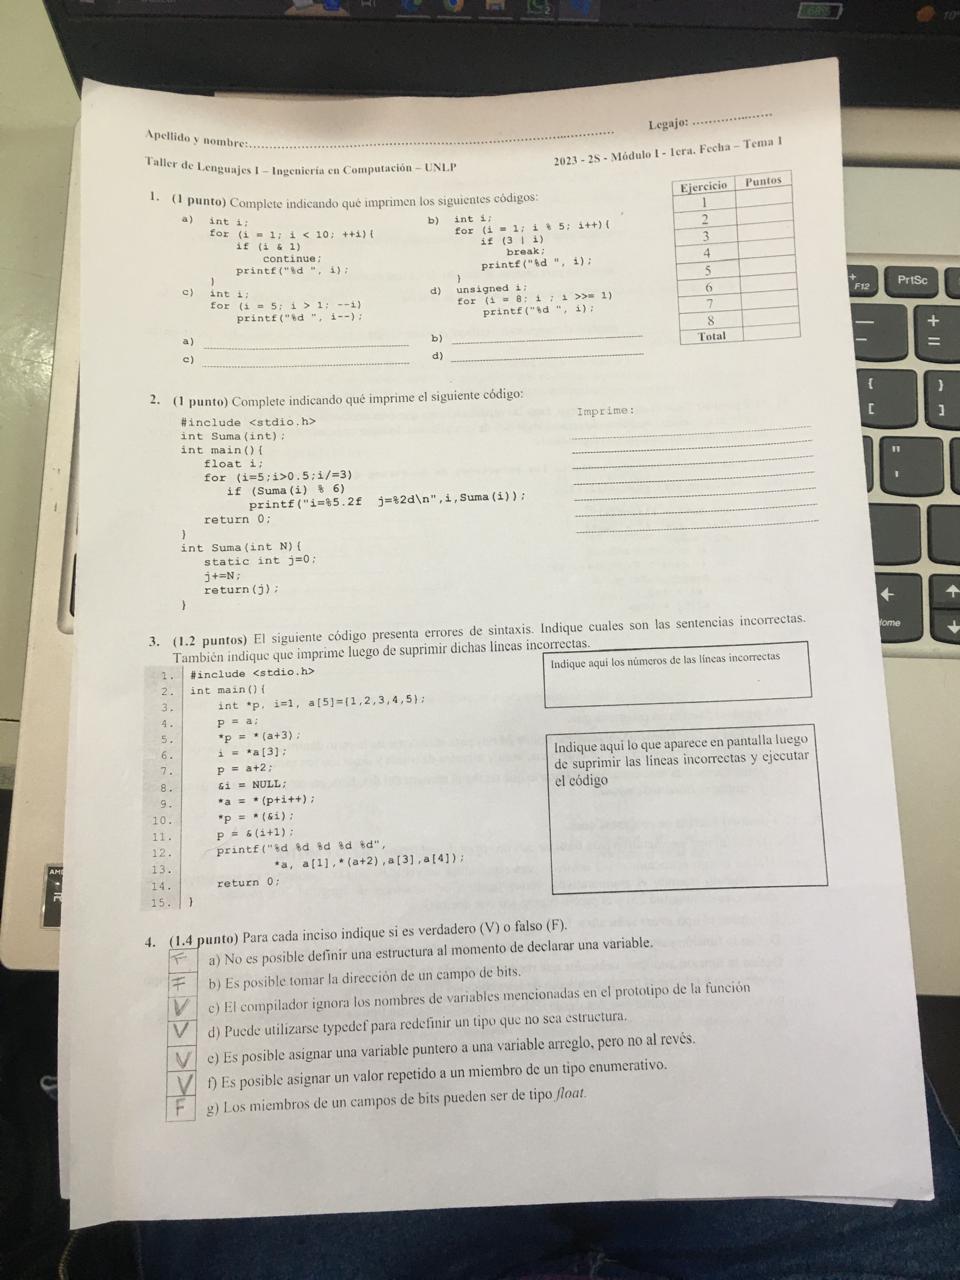 68%
10°
Apellido y nombre:
Legajo:
Taller de Lenguajes I – Ingeniería en Computación – UNLP
2023 - 2S - Módulo I - 1era. Fecha – Tema 1
Ejercicio Puntos
1
2
3
4
5
6
7
8
Total
1. (1 punto) Complete indicando qué imprimen los siguientes códigos:
a) int i;
for (i = 1; i < 10; ++i){
if (i & 1)
continue;
printf("%d ", i);
}
b) int i;
for (i = 1; i % 5; i++){
if (3 | i)
break;
printf("%d ", i);
}
c) int i;
for (i = 5; i > 1; --i)
printf("%d ", i--);
d) unsigned i;
for (i = 8; i ; i >>= 1)
printf("%d ", i);
a)
b)
c)
d)
2. (1 punto) Complete indicando qué imprime el siguiente código:
Imprime:
#include <stdio.h>
int Suma(int);
int main(){
float i;
for (i=5;i>0.5;i/=3)
if (Suma(i) % 6)
printf("i=%5.2f j=%2d\n",i,Suma(i));
return 0;
}
int Suma(int N){
static int j=0;
j+=N;
return(j);
}
3. (1.2 puntos) El siguiente código presenta errores de sintaxis. Indique cuales son las sentencias incorrectas.
También indique que imprime luego de suprimir dichas líneas incorrectas.
1. #include <stdio.h>
2. int main(){
3. int *p, i=1, a[5]={1,2,3,4,5};
4. p = a;
5. *p = *(a+3);
6. i = *a[3];
7. p = a+2;
8. &i = NULL;
9. *a = *(p+i++);
10. *p = *(&i);
11. p = &(i+1);
12. printf("%d %d %d %d %d",
13. *a, a[1],*(a+2),a[3],a[4]);
14. return 0;
15. }
Indique aquí los números de las líneas incorrectas
Indique aquí lo que aparece en pantalla luego
de suprimir las líneas incorrectas y ejecutar
el código
4. (1.4 punto) Para cada inciso indique si es verdadero (V) o falso (F).
F a) No es posible definir una estructura al momento de declarar una variable.
F b) Es posible tomar la dirección de un campo de bits.
V c) El compilador ignora los nombres de variables mencionadas en el prototipo de la función
V d) Puede utilizarse typedef para redefinir un tipo que no sea estructura.
V e) Es posible asignar una variable puntero a una variable arreglo, pero no al revés.
V f) Es posible asignar un valor repetido a un miembro de un tipo enumerativo.
F g) Los miembros de un campos de bits pueden ser de tipo float.
F12
PrtSc
+
=
{
[
}
]
"
'
Home
AMD